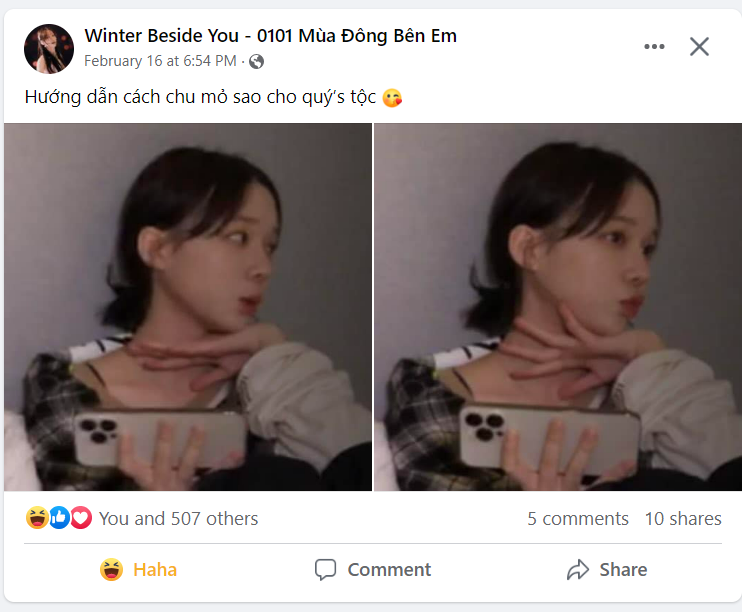 Winter Beside You - 0101 Mùa Đông Bên Em
February 16 at 6:54 PM ·
Hướng dẫn cách chu mỏ sao cho quý's tộc 😘
You and 507 others
5 comments 10 shares
Haha
Comment
Share